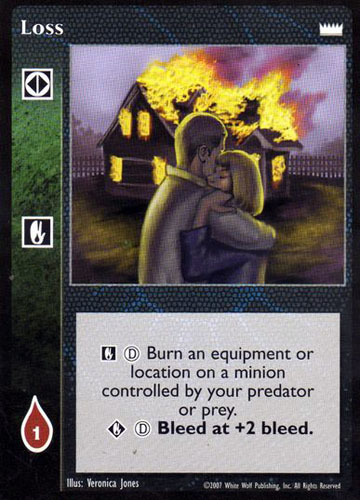 Loss
Ⓓ Burn an equipment or
location on a minion
controlled by your predator
or prey.
Ⓓ Bleed at +2 bleed.
1
Illus: Veronica Jones
©2007 White Wolf Publishing, Inc. All Rights Reserved